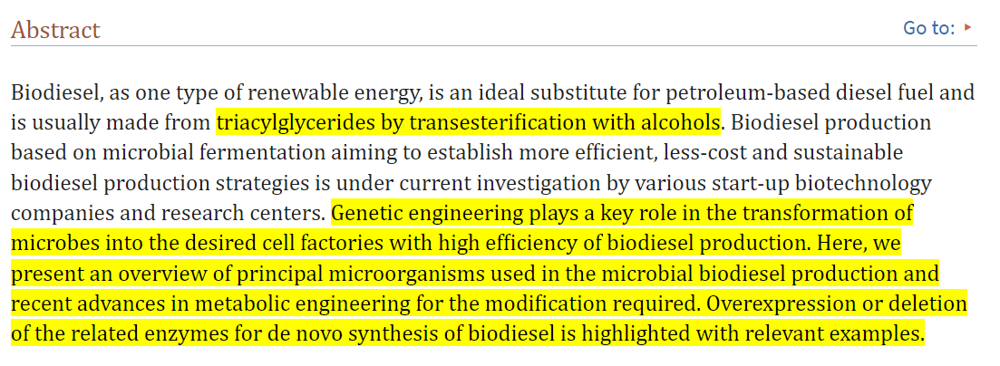 Abstract
Go to:
Biodiesel, as one type of renewable energy, is an ideal substitute for petroleum-based diesel fuel and
is usually made from triacylglycerides by transesterification with alcohols. Biodiesel production
based on microbial fermentation aiming to establish more efficient, less-cost and sustainable
biodiesel production strategies is under current investigation by various start-up biotechnology
companies and research centers. Genetic engineering plays a key role in the transformation of
microbes into the desired cell factories with high efficiency of biodiesel production. Here, we
present an overview of principal microorganisms used in the microbial biodiesel production and
recent advances in metabolic engineering for the modification required. Overexpression or deletion
of the related enzymes for de novo synthesis of biodiesel is highlighted with relevant examples.